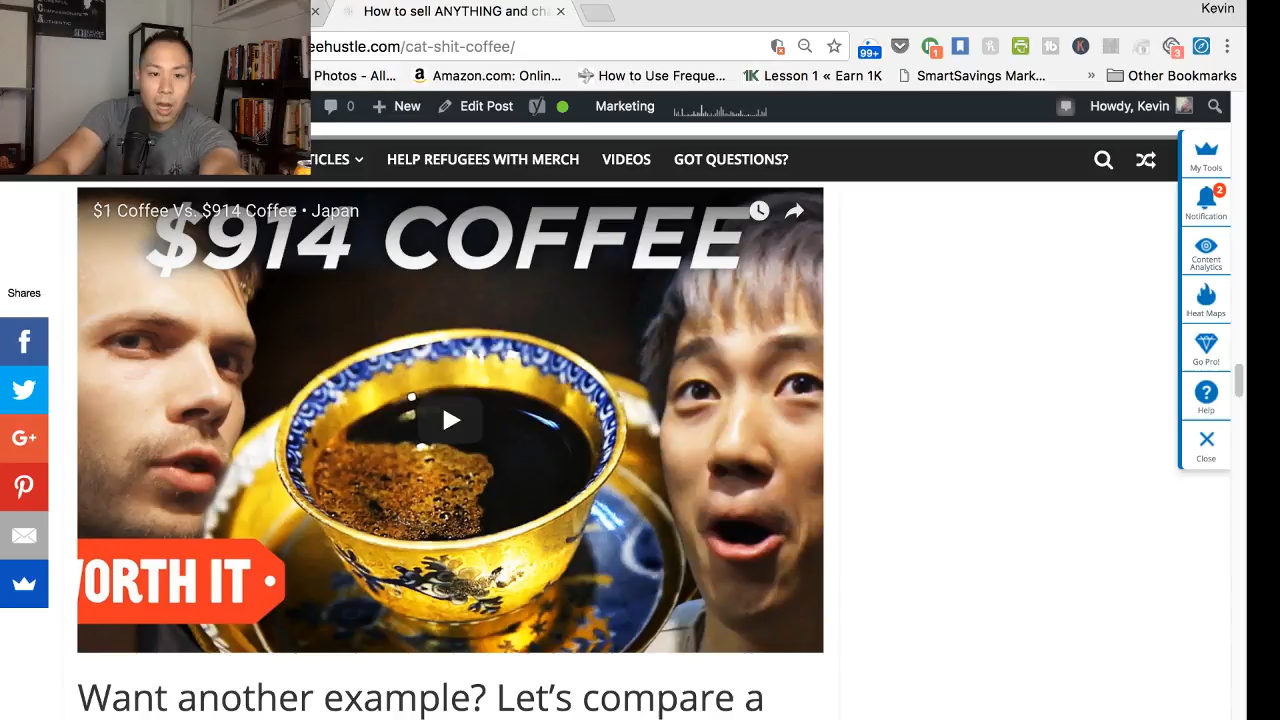 How to sell ANYTHING and ch
Kevin
eehustle.com/cat-shit-coffee/
99+
1
3
Photos - All...
Amazon.com: Onlin...
How to Use Freque...
1K Lesson 1 « Earn 1K
SmartSavings Mark...
»
Other Bookmarks
0
New
Edit Post
Marketing
Howdy, Kevin
TICLES
HELP REFUGEES WITH MERCH
VIDEOS
GOT QUESTIONS?
My Tools
2
Notification
Content
Analytics
Heat Maps
Go Pro!
Help
Close
$1 Coffee Vs. $914 Coffee • Japan
$914 COFFEE
Shares
WORTH IT
Want another example? Let’s compare a